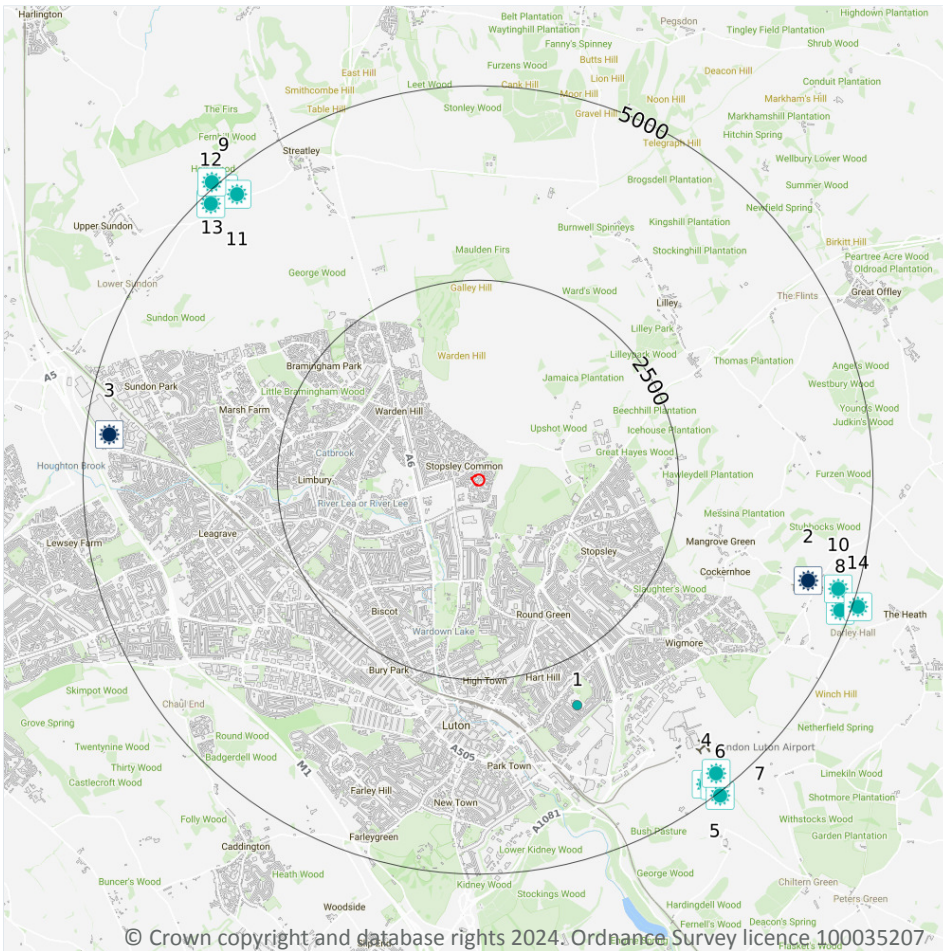 Harlington
Belt Plantation
Pegsdon
Highdown Plantation
Waytinghill Plantation
Tingley Field Plantation
Fanny's Spinney
Shrub Wood
Butts Hill
Furzens Wood
Deacon Hill
East Hill
Leet Wood
Lion Hill
Conduit Plantation
Smithcombe Hill
Cank Hill
Moor Hill
Noon Hill
Markham's Hill
The Firs
Table Hill
Stonley Wood
Gravel Hill
5000
Markhamshill Plantation
Fernhill Wood
Hitchin Spring
Telegraph Hill
9
Streatley
Wellbury Lower Wood
12
Brogsdell Plantation
Summer Wood
Newfield Spring
13
Upper Sundon
Burnwell Spinneys
Kingshill Plantation
11
Birkitt Hill
Maulden Firs
Stockinghill Plantation
Peartree Acre Wood
Oldroad Plantation
George Wood
Lower Sundon
Galley Hill
Ward's Wood
Lilley
The Flints
Great Offley
Sundon Wood
Lilley Park
Bramingham Park
Warden Hill
Lilleypark Wood
Thomas Plantation
A5
3
Sundon Park
Jamaica Plantation
2500
Angel's Wood
Westbury Wood
Little Bramingham Wood
Marsh Farm
Warden Hill
Beechhill Plantation
Young's Wood
Judkin's Wood
Upshot Wood
Icehouse Plantation
Houghton Brook
Catbrook
A6
Great Hayes Wood
Stopsley Common
Hawleydell Plantation
Furzen Wood
Limbury
River Lea or River Lee
Messina Plantation
Stubbocks Wood
Lewsey Farm
Leagrave
Stopsley
Mangrove Green
2
10
Cockernhoe
8
14
Slaughter's Wood
Biscot
Round Green
The Heath
Wardown Lake
Darley Hall
Wigmore
Bury Park
1
Hart Hill
High Town
Skimpot Wood
Chaul End
Winch Hill
Grove Spring
Luton
Netherfield Spring
Round Wood
4
Twentynine Wood
A505
6
London Luton Airport
Badgerdell Wood
Park Town
7
Thirty Wood
M1
Limekiln Wood
Castlecroft Wood
Farley Hill
New Town
Shotmore Plantation
Folly Wood
A1081
5
Withstocks Wood
Farleygreen
Bush Pasture
Garden Plantation
Caddington
Lower Kidney Wood
Heath Wood
George Wood
Buncer's Wood
Kidney Wood
Chiltern Green
Stockings Wood
Peters Green
Woodside
Hardingdell Wood
Fernell's Wood
Deacon's Spring
© Crown copyright and database rights 2024. Ordnance Survey licence 100035207.